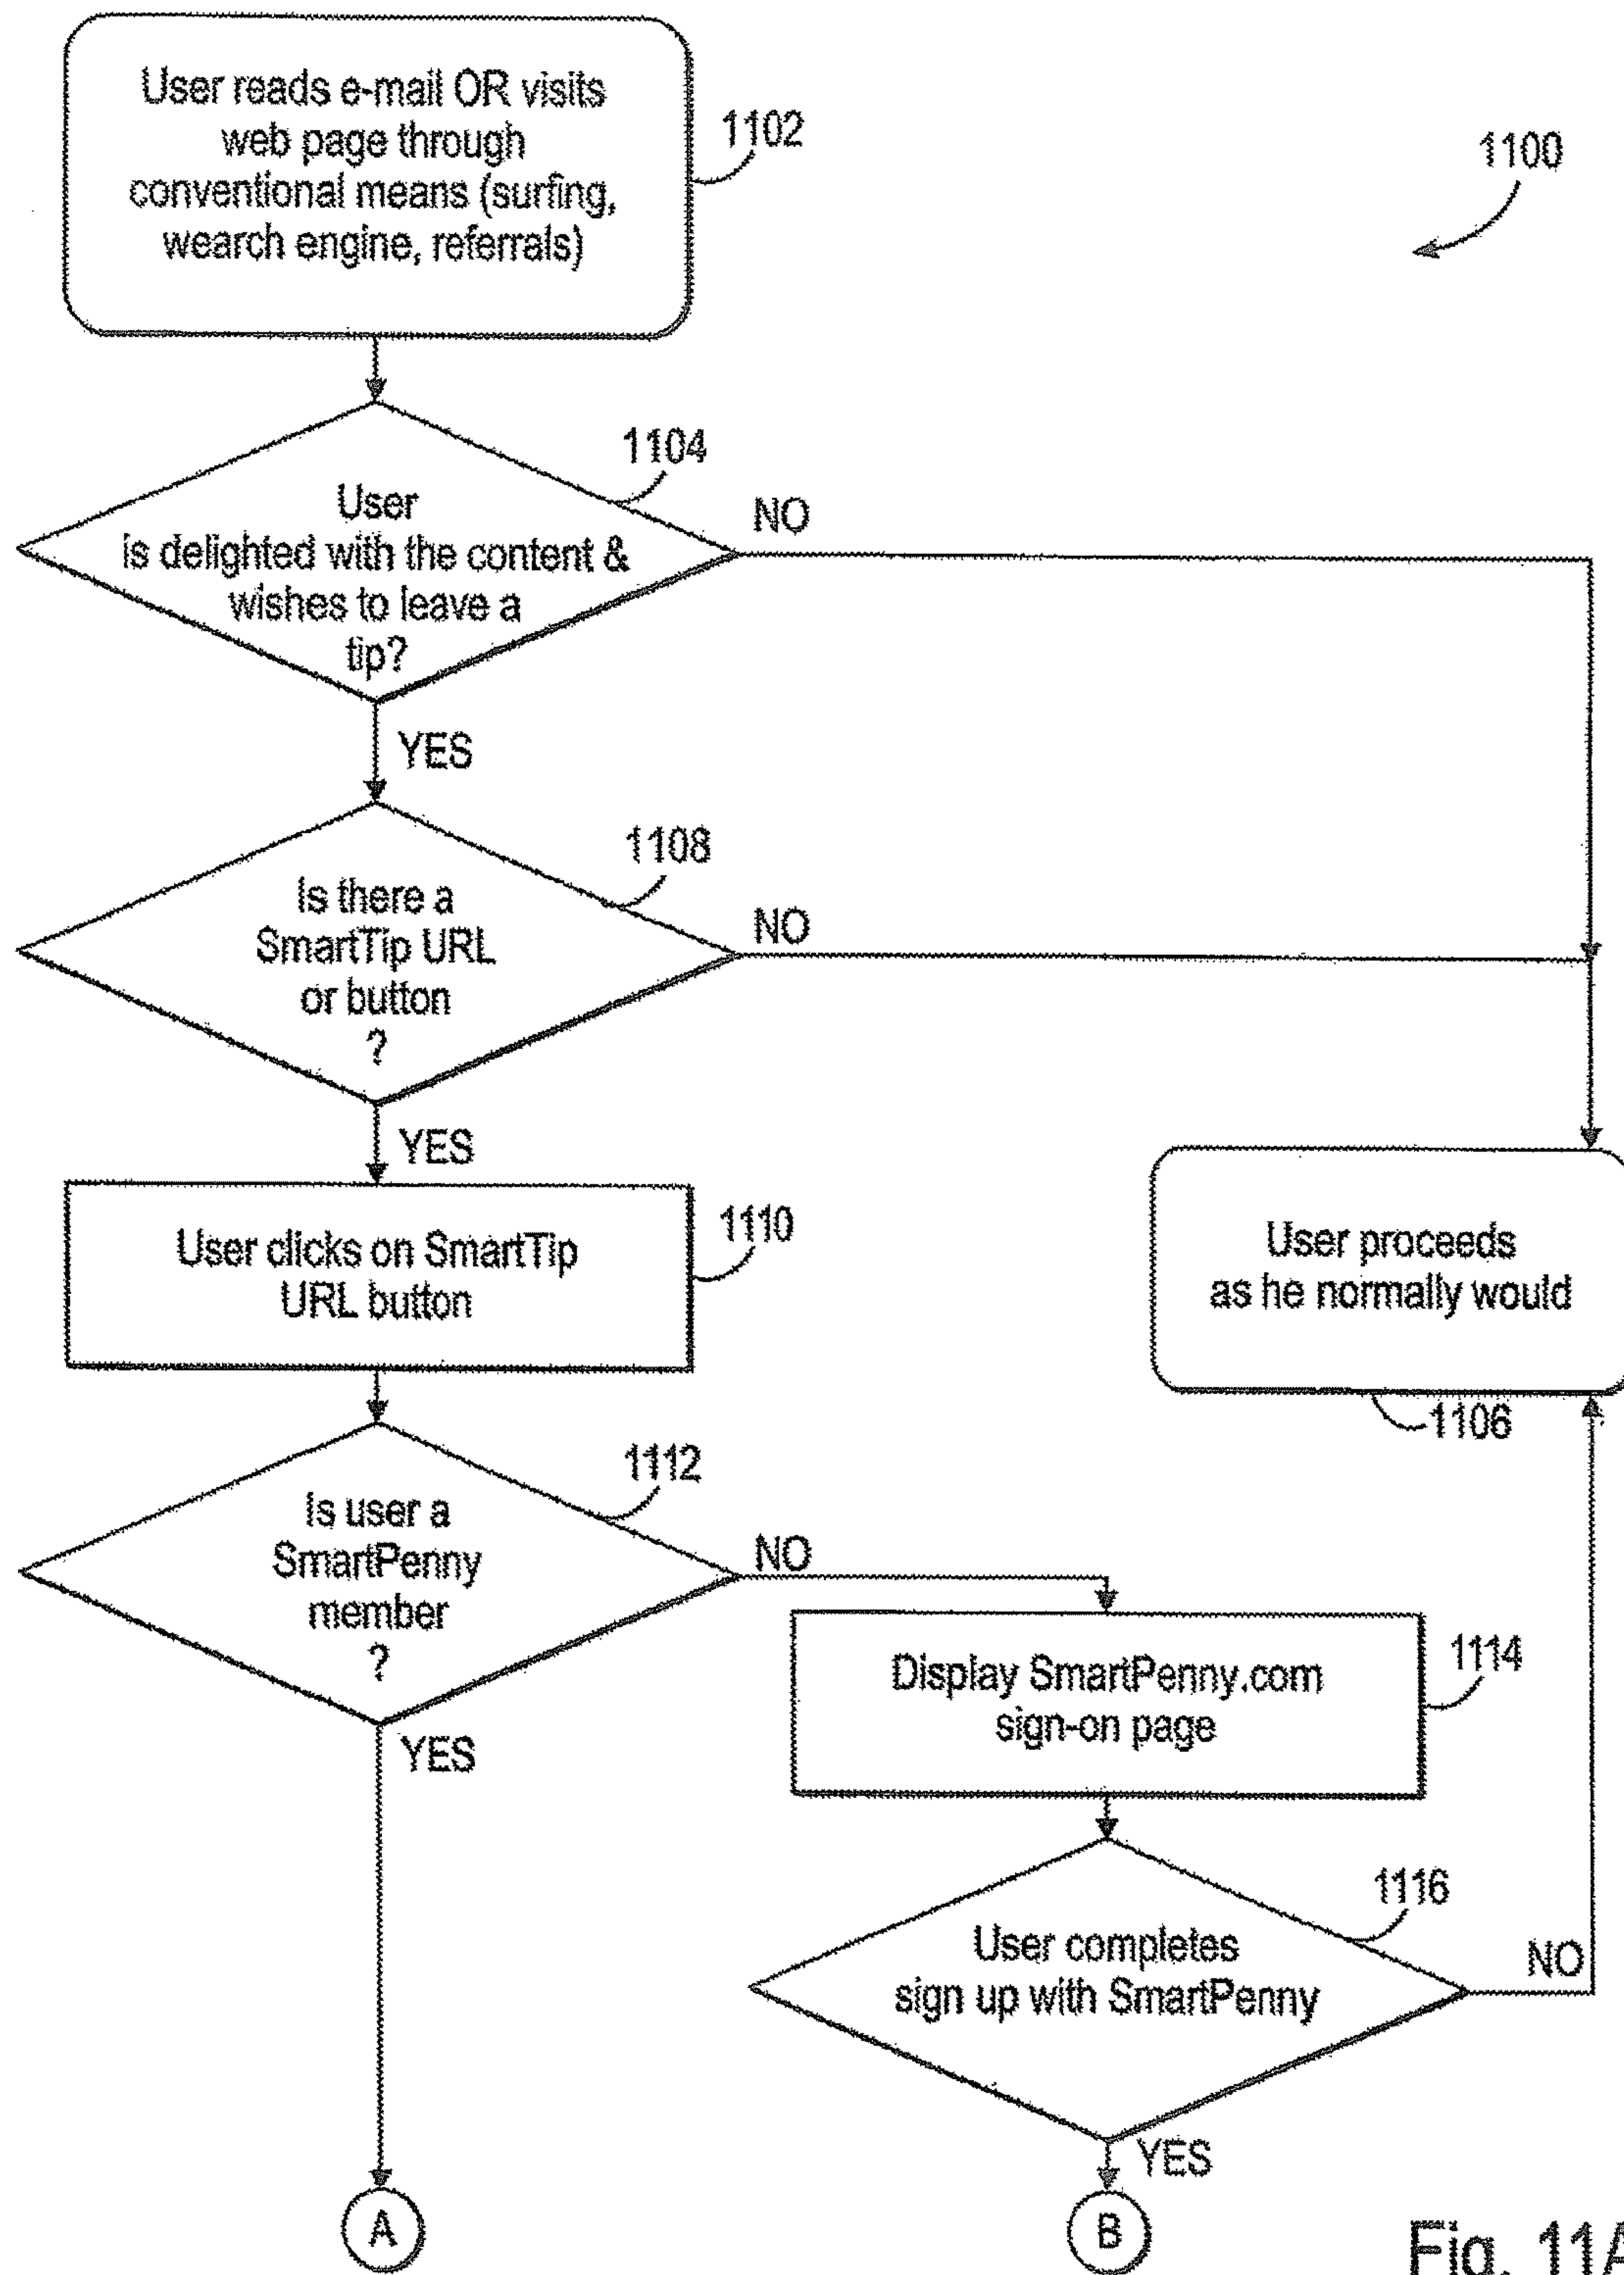 User reads e-mail OR visits
web page through
conventional means (surfing,
wearch engine, referrals)
1102
1100
1104
User
is delighted with the content &
wishes to leave a
tip?
NO
YES
1108
Is there a
SmartTip URL
or button
?
NO
YES
User clicks on SmartTip
URL button
1110
User proceeds
as he normally would
1106
1112
Is user a
SmartPenny
member
?
NO
YES
Display SmartPenny.com
sign-on page
1114
1116
User completes
sign up with SmartPenny
NO
YES
A
B
Fig. 11A